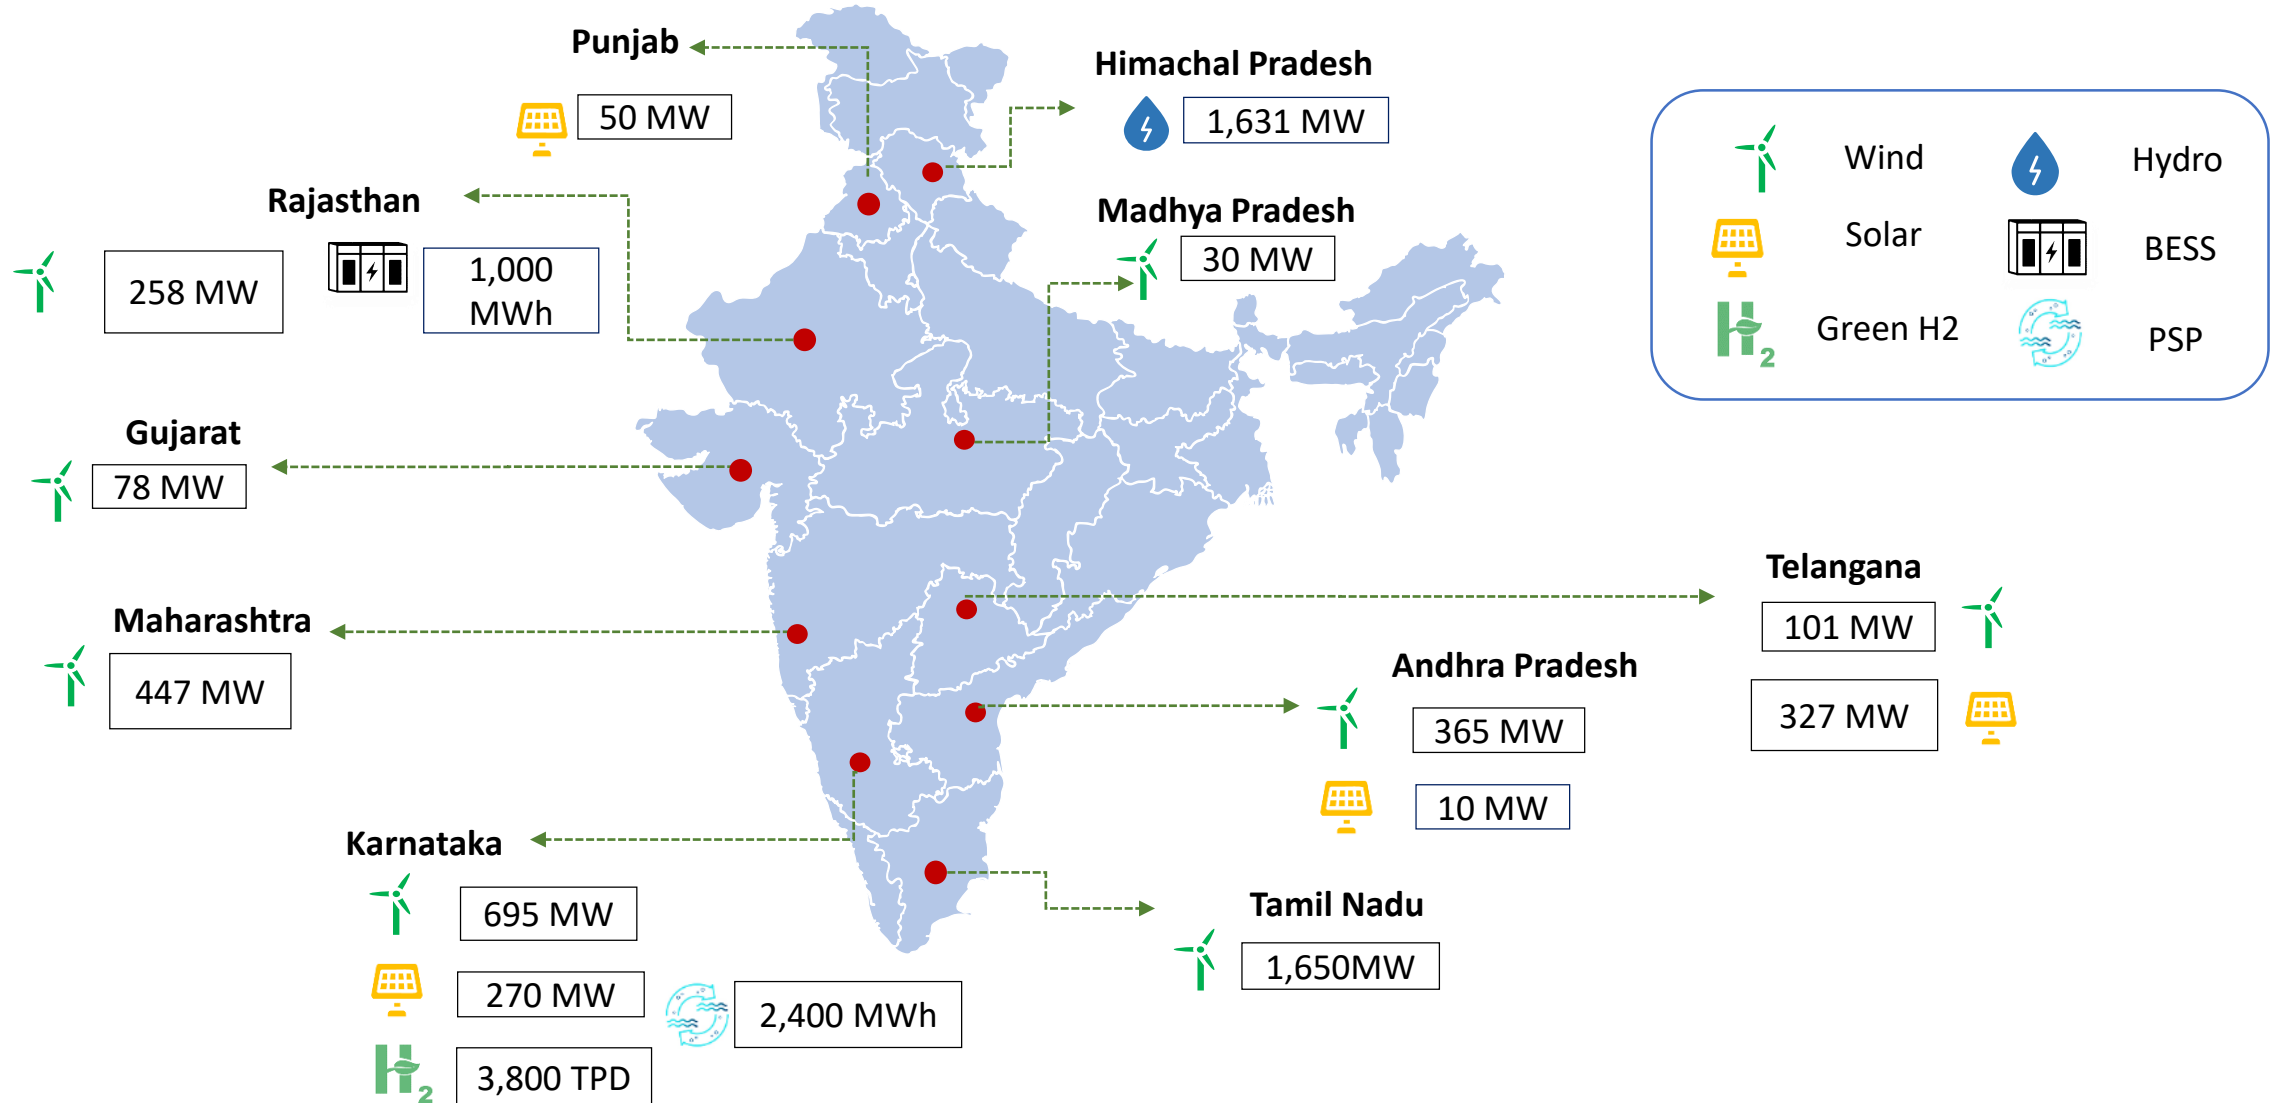 Punjab
50 MW
Himachal Pradesh
1,631 MW
Rajasthan
258 MW
1,000
MWh
Madhya Pradesh
30 MW
Wind
Hydro
Solar
BESS
Green H2
PSP
H2
Gujarat
78 MW
Maharashtra
447 MW
Telangana
101 MW
327 MW
Andhra Pradesh
365 MW
10 MW
Karnataka
695 MW
270 MW
2,400 MWh
H2
3,800 TPD
Tamil Nadu
1,650MW